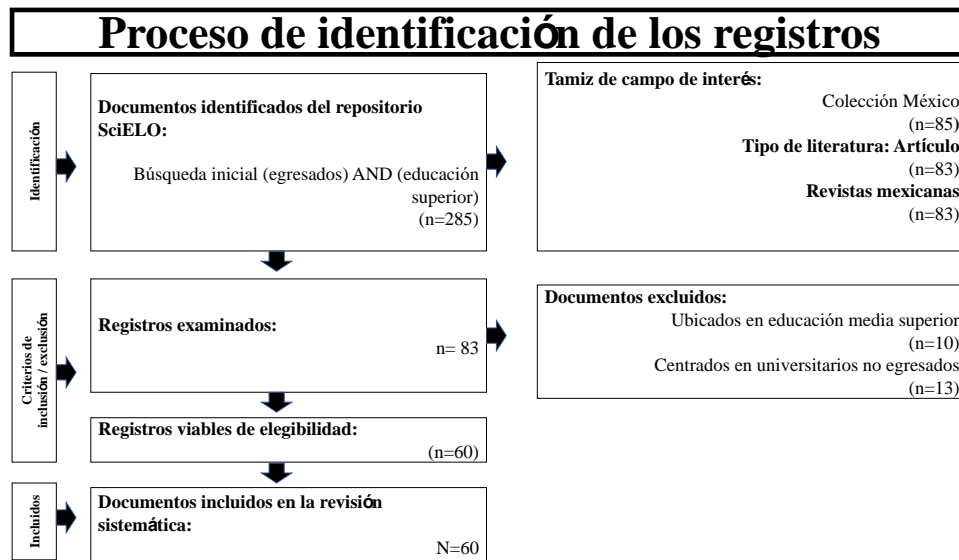 Proceso de identificación de los registros
Identificación
Documentos identificados del repositorio
SciELO:
Búsqueda inicial (egresados) AND (educación
superior)
(n=285)
Tamiz de campo de interés:
Colección México
(n=85)
Tipo de literatura: Artículo
(n=83)
Revistas mexicanas
(n=83)
Criterios de
inclusión / exclusión
Registros examinados:
n= 83
Documentos excluidos:
Ubicados en educación media superior
(n=10)
Centrados en universitarios no egresados
(n=13)
Registros viables de elegibilidad:
(n=60)
Incluidos
Documentos incluidos en la revisión
sistemática:
N=60